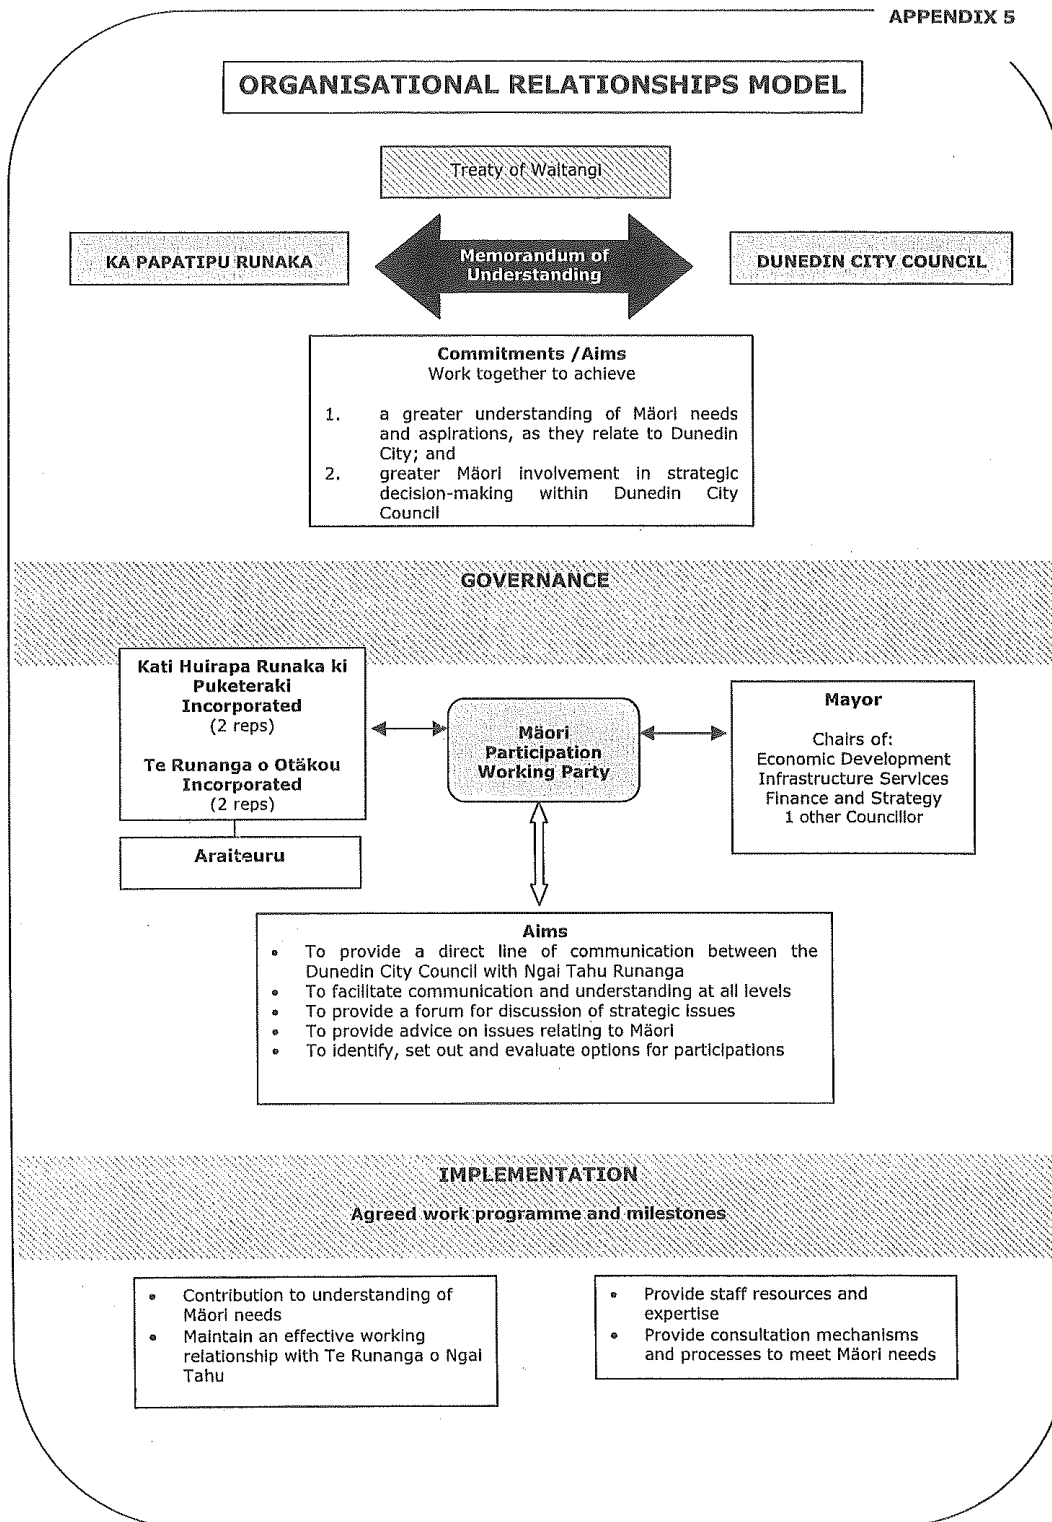 APPENDIX 5
ORGANISATIONAL RELATIONSHIPS MODEL
Treaty of Waitangi
KA PAPATIPU RUNAKA
Memorandum of
Understanding
DUNEDIN CITY COUNCIL
Commitments /Aims
Work together to achieve
1. a greater understanding of Mäori needs
and aspirations, as they relate to Dunedin
City; and
2. greater Mäori involvement in strategic
decision-making within Dunedin City
Council
GOVERNANCE
Kati Huirapa Runaka ki
Puketeraki
Incorporated
(2 reps)
Te Runanga o Otäkou
Incorporated
(2 reps)
Araiteuru
Mäori
Participation
Working Party
Mayor
Chairs of:
Economic Development
Infrastructure Services
Finance and Strategy
1 other Councillor
Aims
• To provide a direct line of communication between the
Dunedin City Council with Ngai Tahu Runanga
• To facilitate communication and understanding at all levels
• To provide a forum for discussion of strategic issues
• To provide advice on issues relating to Mäori
• To identify, set out and evaluate options for participations
IMPLEMENTATION
Agreed work programme and milestones
• Contribution to understanding of
Mäori needs
• Maintain an effective working
relationship with Te Runanga o Ngai
Tahu
• Provide staff resources and
expertise
• Provide consultation mechanisms
and processes to meet Mäori needs